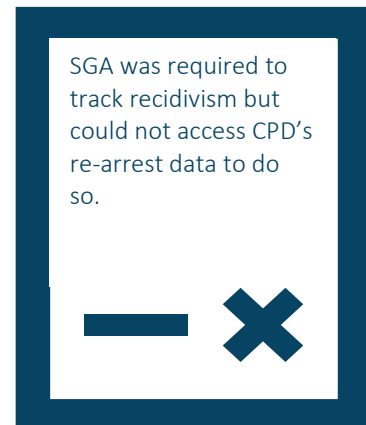 SGA was required to
track recidivism but
could not access CPD’s
re-arrest data to do
so.